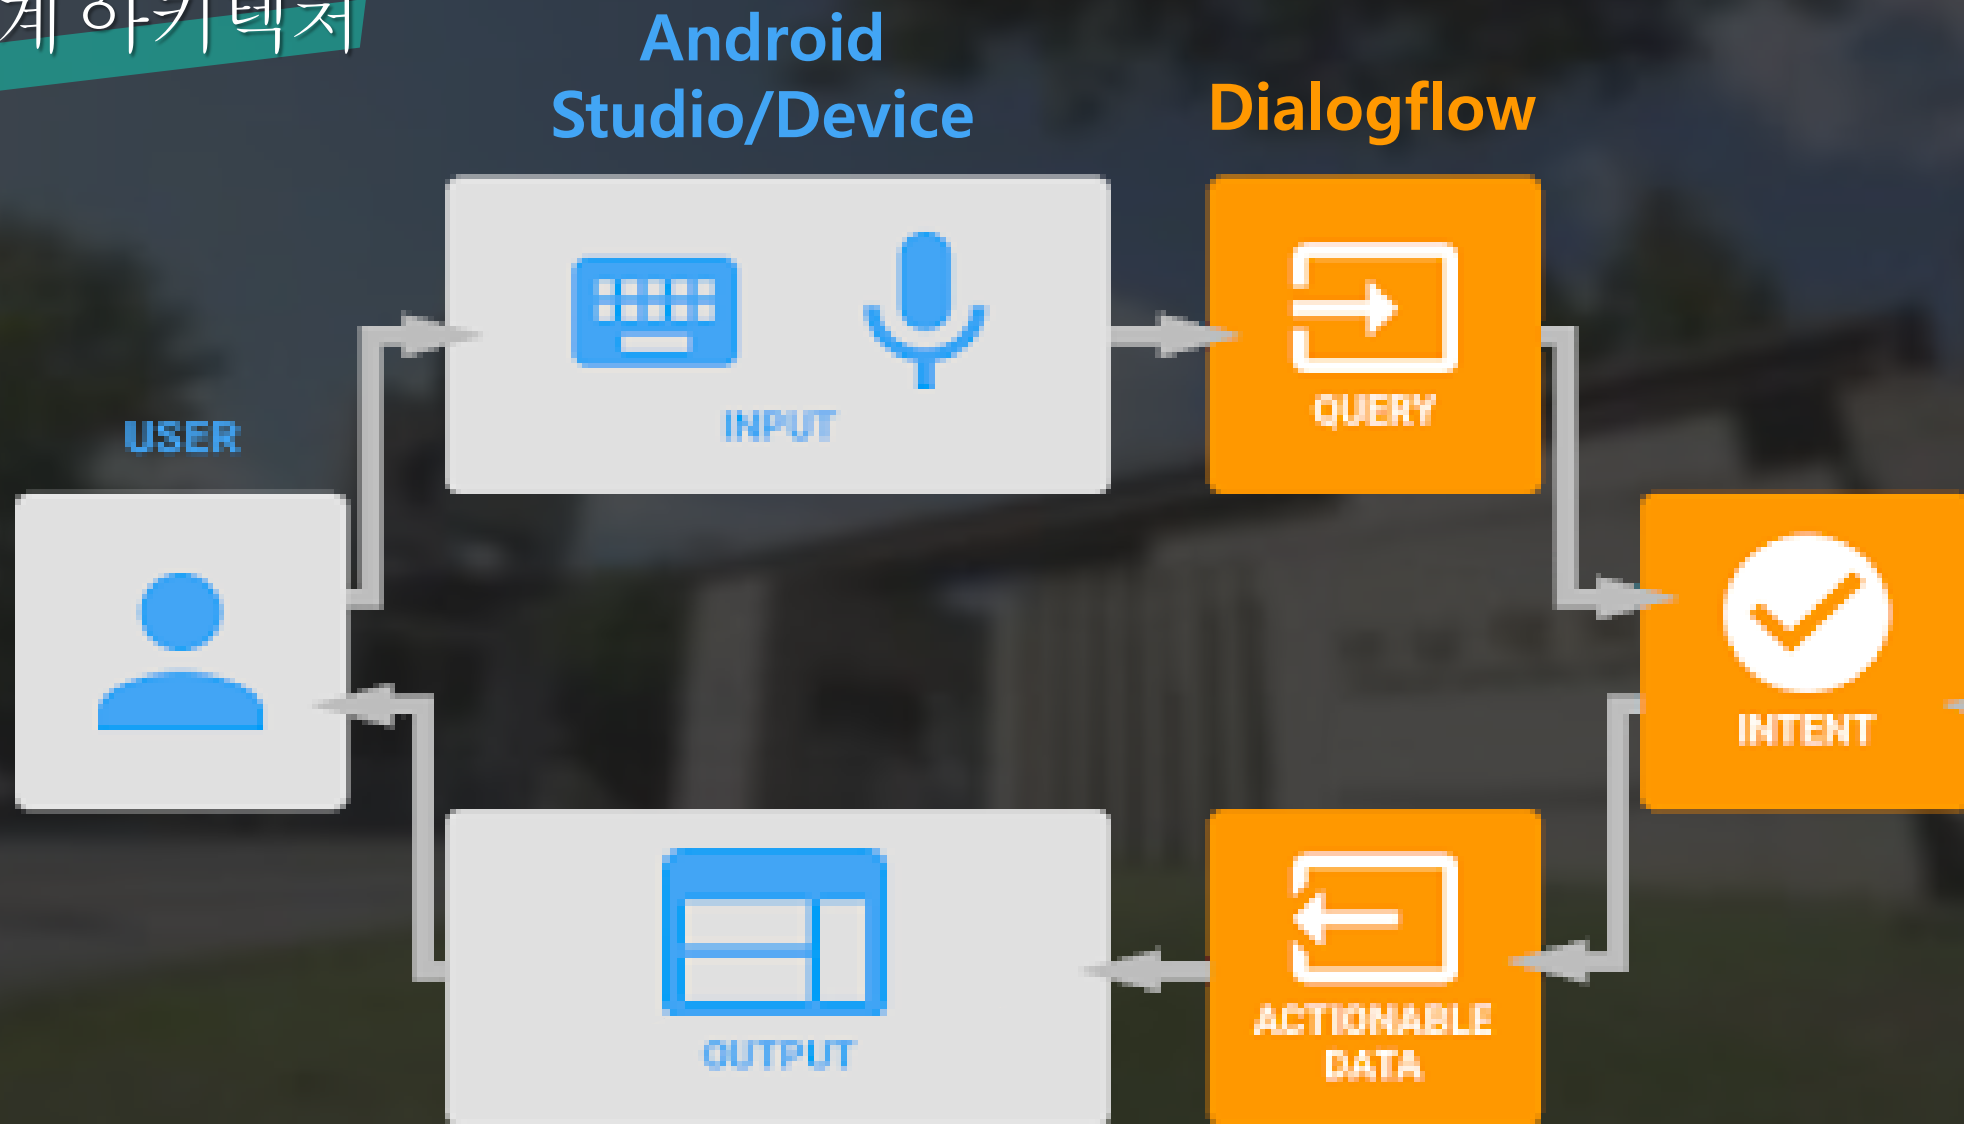 계 아키텍처
Android
Studio/Device
Dialogflow
INPUT
QUERY
USER
INTENT
OUTPUT
ACTIONABLE
DATA